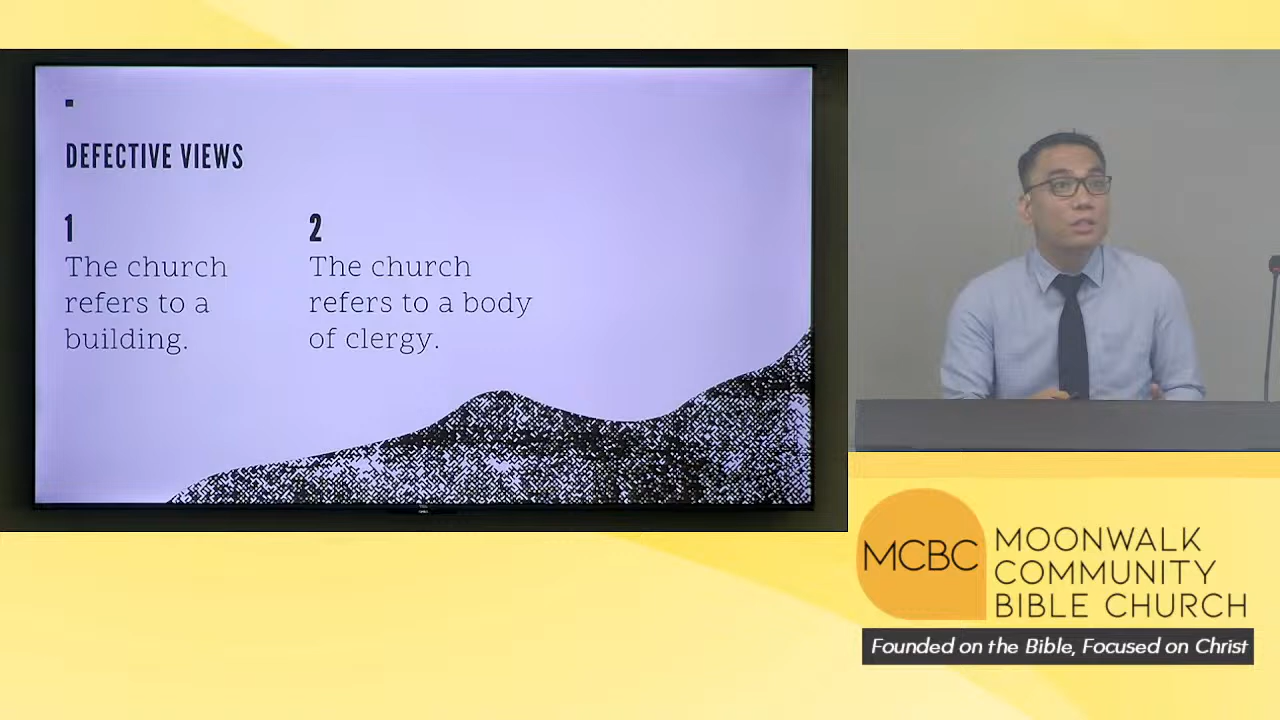 DEFECTIVE VIEWS
1
The church
refers to a
building.
2
The church
refers to a body
of clergy.
MCBC
MOONWALK
COMMUNITY
BIBLE CHURCH
Founded on the Bible, Focused on Christ